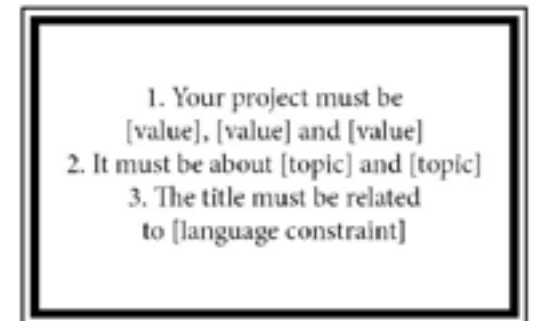 1. Your project must be
[value], [value] and [value]
2. It must be about [topic] and [topic]
3. The title must be related
to [language constraint]